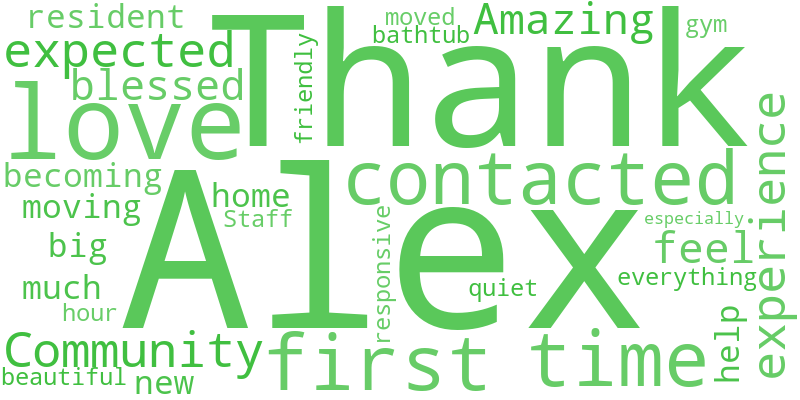 resident
moved
Amazing
gym
expected
bathtub
Thank
blessed
friendly
love
becoming
contacted
experience
moving
home
Staff
Alex
especially
big
responsive
feel
much
quiet
everything
hour
Community
first time
help
beautiful
new